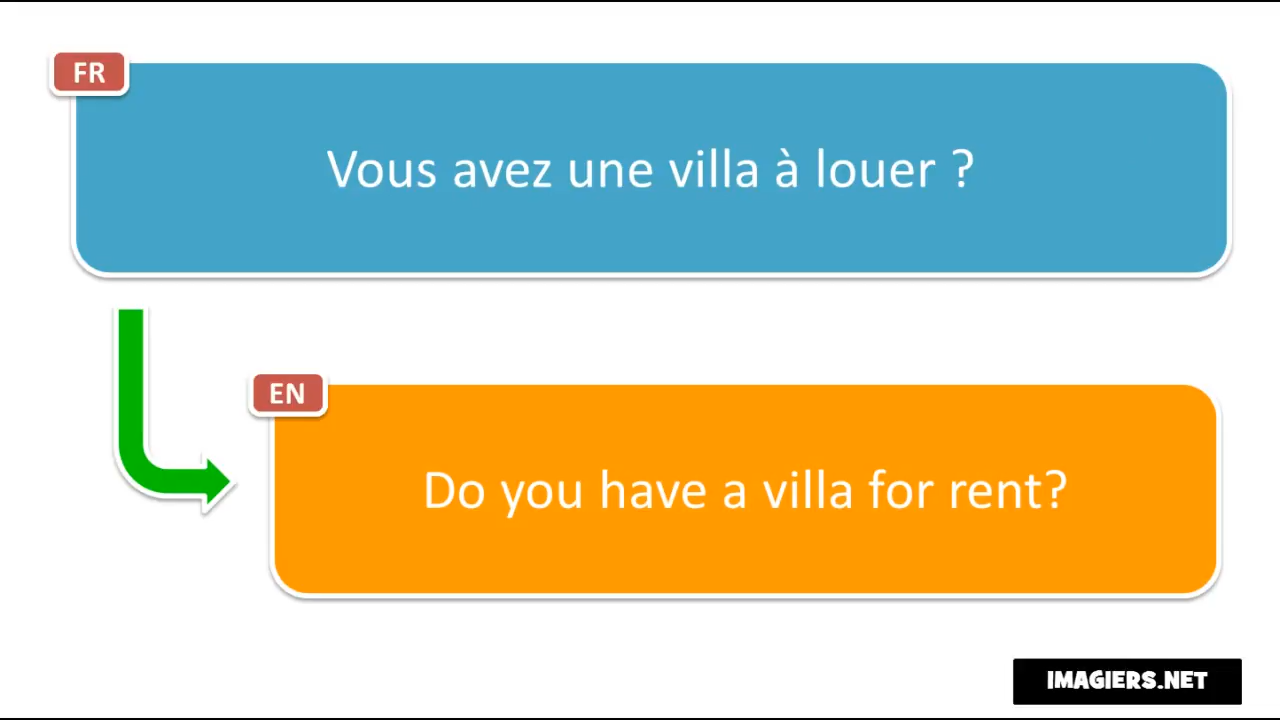 FR
Vous avez une villa à louer ?
EN
Do you have a villa for rent?
IMAGIERS.NET